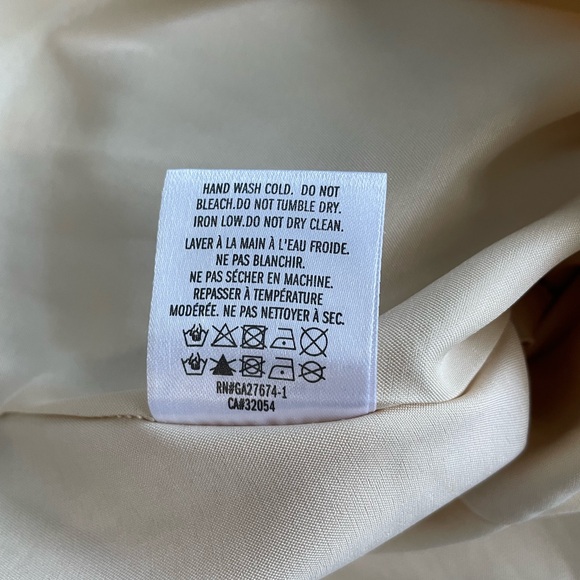 HAND WASH COLD. DO NOT
BLEACH.DO NOT TUMBLE DRY.
IRON LOW.DO NOT DRY CLEAN.
LAVER À LA MAIN À L'EAU FROIDE.
NE PAS BLANCHIR.
NE PAS SÉCHER EN MACHINE.
REPASSER À TEMPÉRATURE
MODÉRÉE. NE PAS NETTOYER À SEC.
RN#GA27674-1
CA#32054